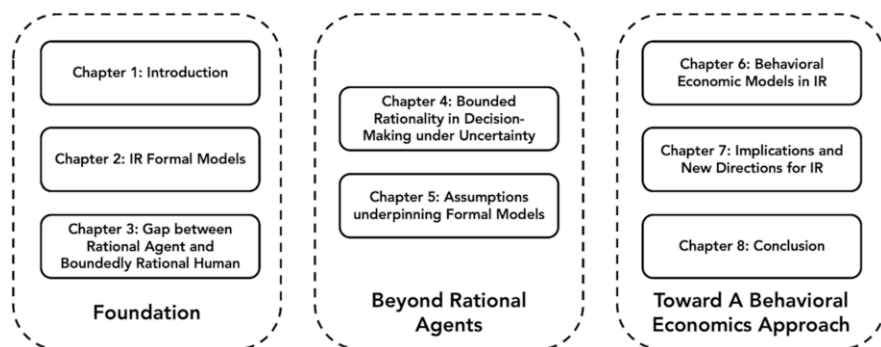 Chapter 1: Introduction
Chapter 2: IR Formal Models
Chapter 3: Gap between
Rational Agent and
Boundedly Rational Human
Foundation
Chapter 4: Bounded
Rationality in Decision-
Making under Uncertainty
Chapter 5: Assumptions
underpinning Formal Models
Beyond Rational
Agents
Chapter 6: Behavioral
Economic Models in IR
Chapter 7: Implications and
New Directions for IR
Chapter 8: Conclusion
Toward A Behavioral
Economics Approach